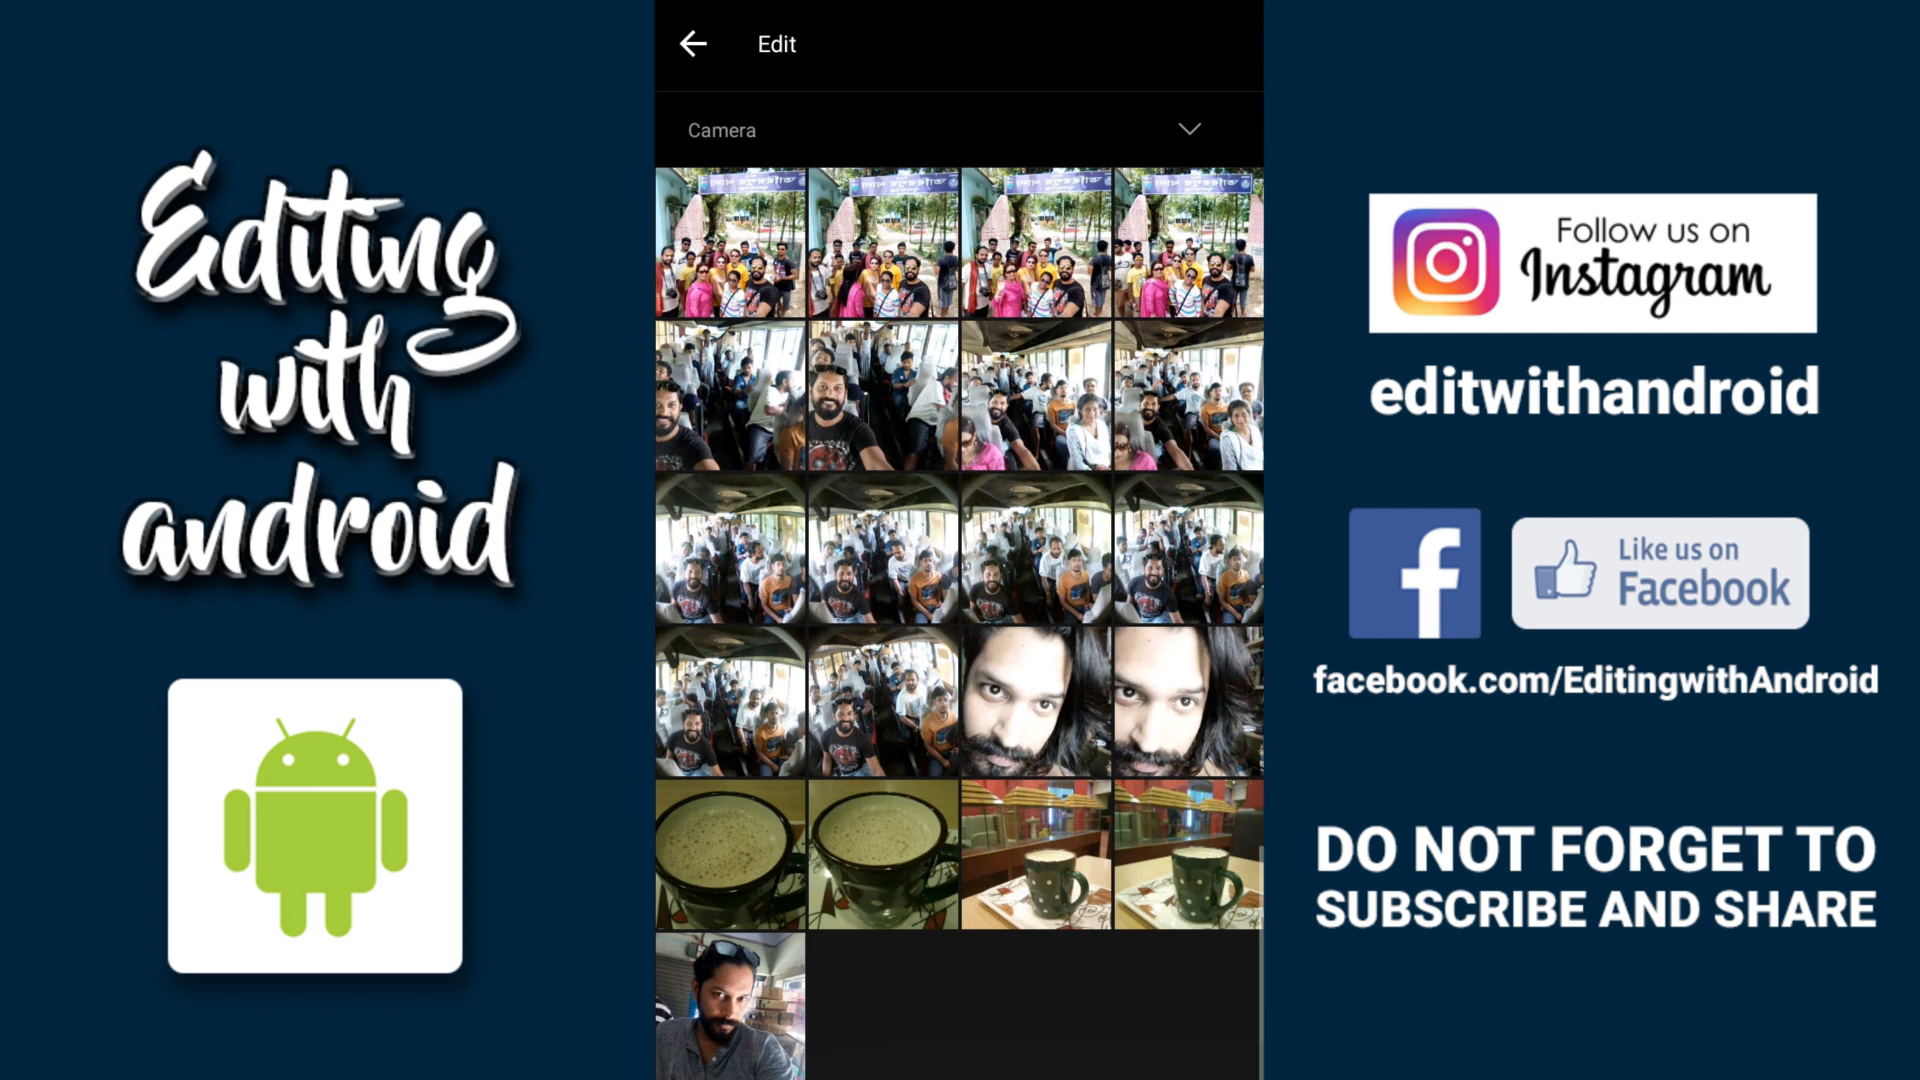 Editing
with
android
Edit
Camera
Follow us on
Instagram
editwithandroid
f
Like us on
Facebook
facebook.com/EditingwithAndroid
DO NOT FORGET TO
SUBSCRIBE AND SHARE